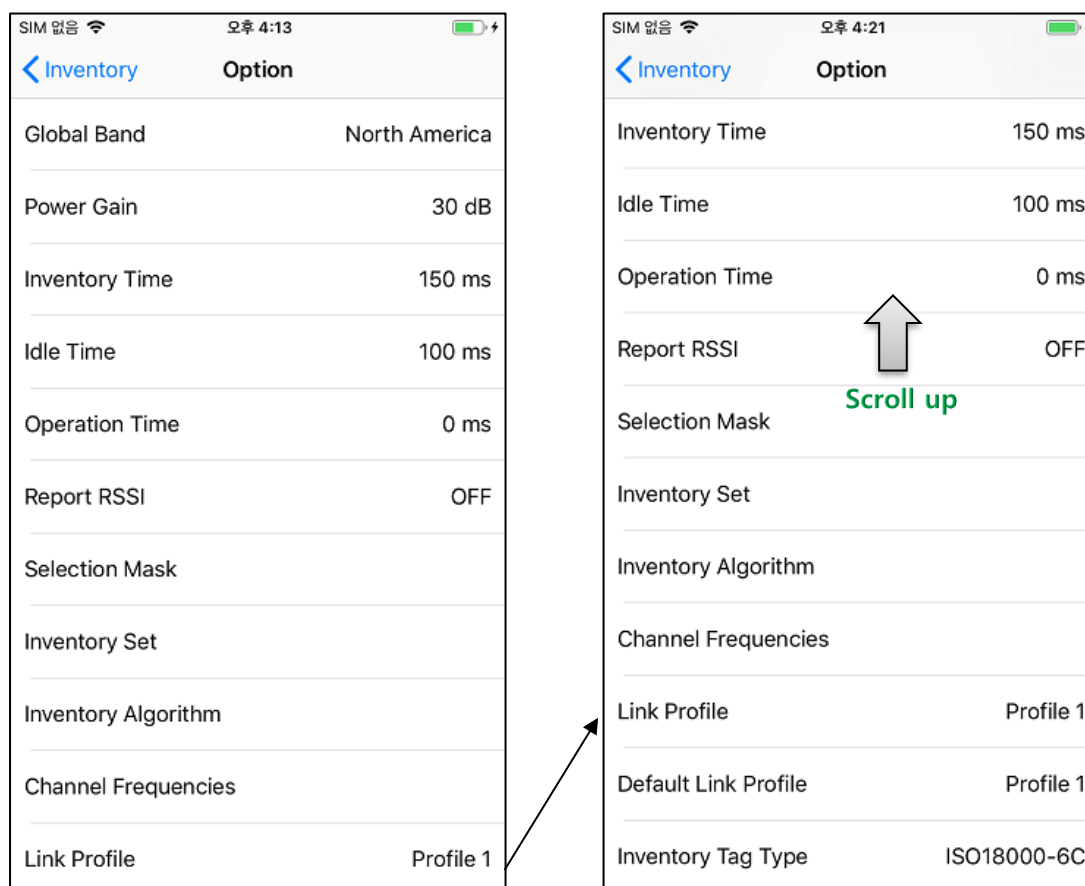 SIM 없음 오후 4:13
Inventory Option
Global Band North America
Power Gain 30 dB
Inventory Time 150 ms
Idle Time 100 ms
Operation Time 0 ms
Report RSSI OFF
Selection Mask
Inventory Set
Inventory Algorithm
Channel Frequencies
Link Profile Profile 1
SIM 없음 오후 4:21
Inventory Option
Inventory Time 150 ms
Idle Time 100 ms
Operation Time 0 ms
Report RSSI OFF
Scroll up
Selection Mask
Inventory Set
Inventory Algorithm
Channel Frequencies
Link Profile Profile 1
Default Link Profile Profile 1
Inventory Tag Type ISO18000-6C